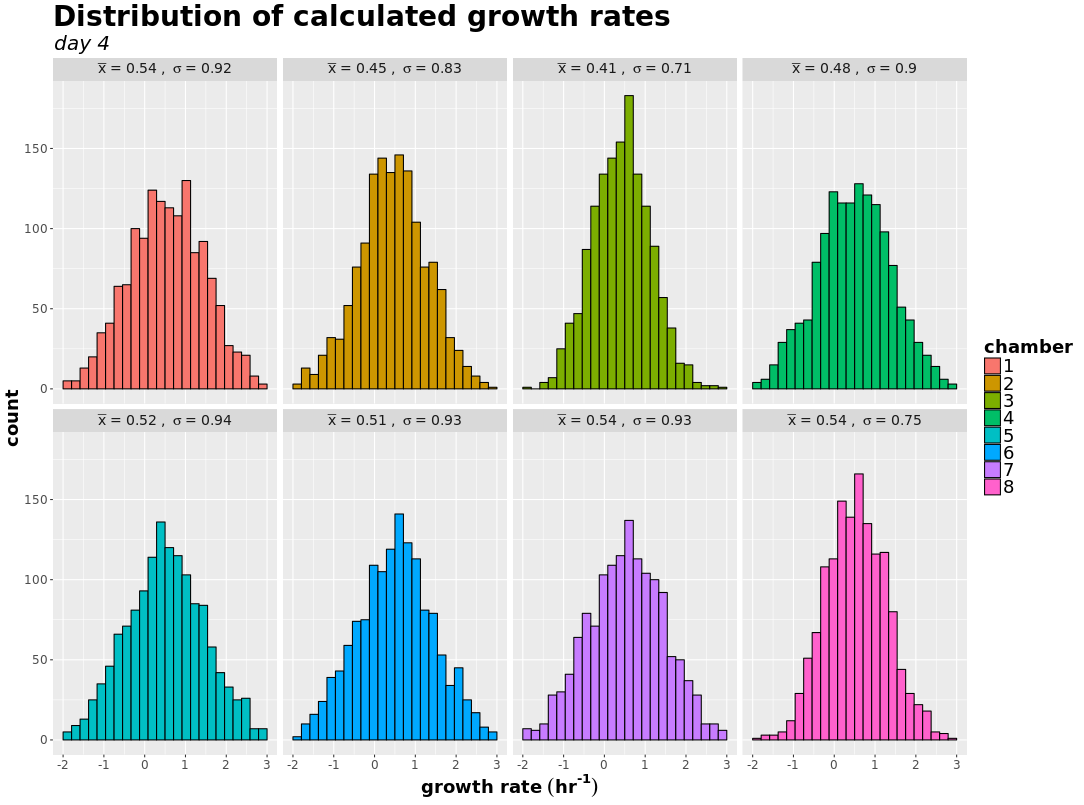 Distribution of calculated growth rates
day 4
x̅ = 0.54 , σ = 0.92
x̅ = 0.45 , σ = 0.83
x̅ = 0.41 , σ = 0.71
x̅ = 0.48 , σ = 0.9
150
100
50
0
x̅ = 0.52 , σ = 0.94
x̅ = 0.51 , σ = 0.93
x̅ = 0.54 , σ = 0.93
x̅ = 0.54 , σ = 0.75
150
100
50
0
-2 -1 0 1 2 3
-2 -1 0 1 2 3
-2 -1 0 1 2 3
-2 -1 0 1 2 3
count
growth rate (hr⁻¹)
chamber
1
2
3
4
5
6
7
8